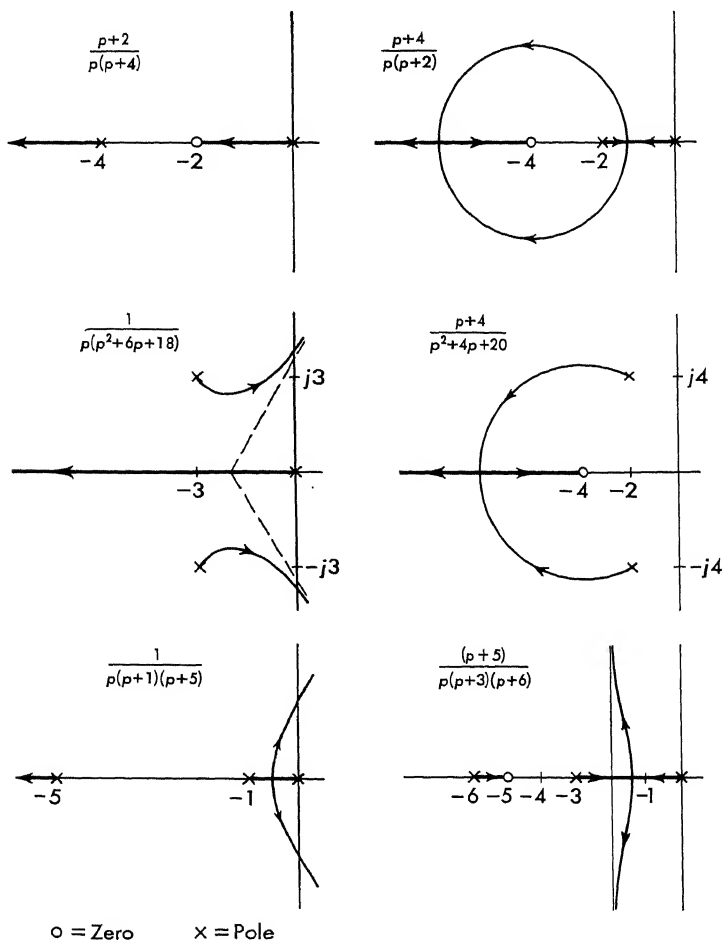 p+2
p(p+4)
-4
-2
p+4
p(p+2)
-4
-2
1
p(p²+6p+18)
j3
-3
-j3
p+4
p²+4p+20
j4
-4
-2
-j4
1
p(p+1)(p+5)
-5
-1
(p+5)
p(p+3)(p+6)
-6 -5 -4 -3 -1
o = Zero x = Pole